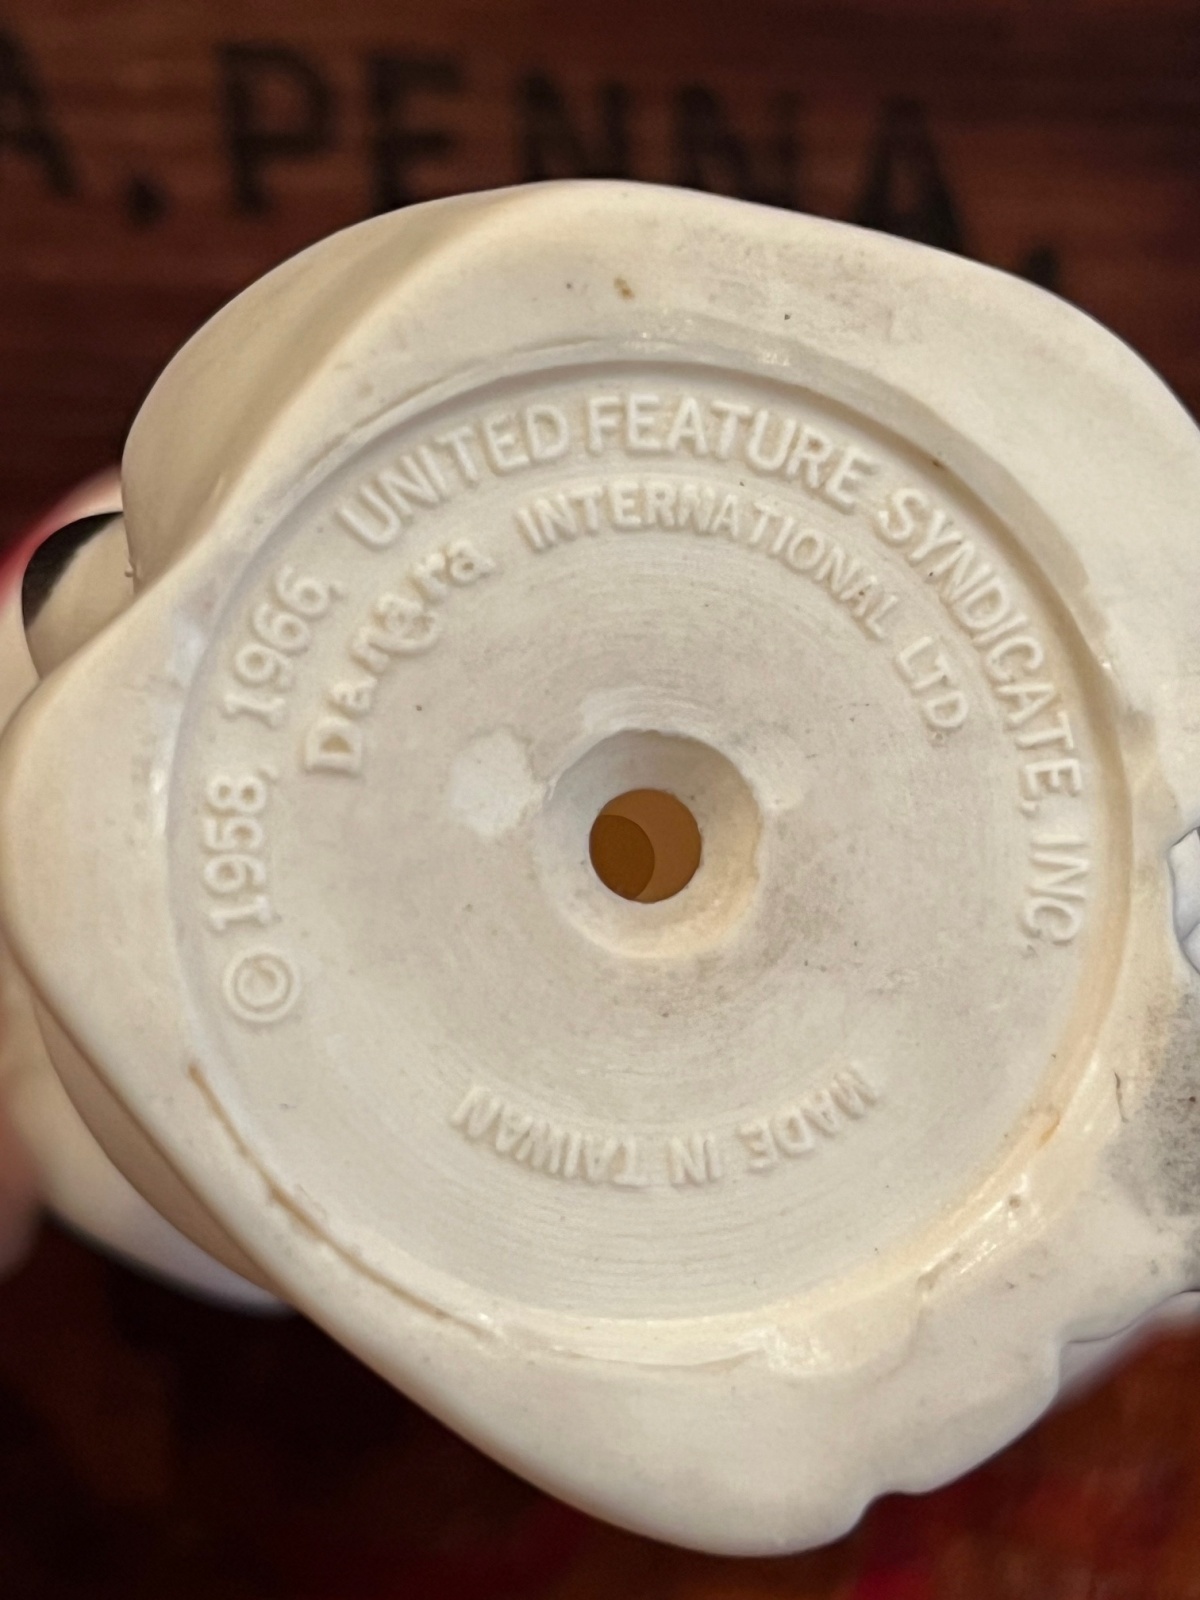 A, PENNA.
© 1958, 1966, UNITED FEATURE SYNDICATE, INC.
Danara INTERNATIONAL LTD.
MADE IN TAIWAN